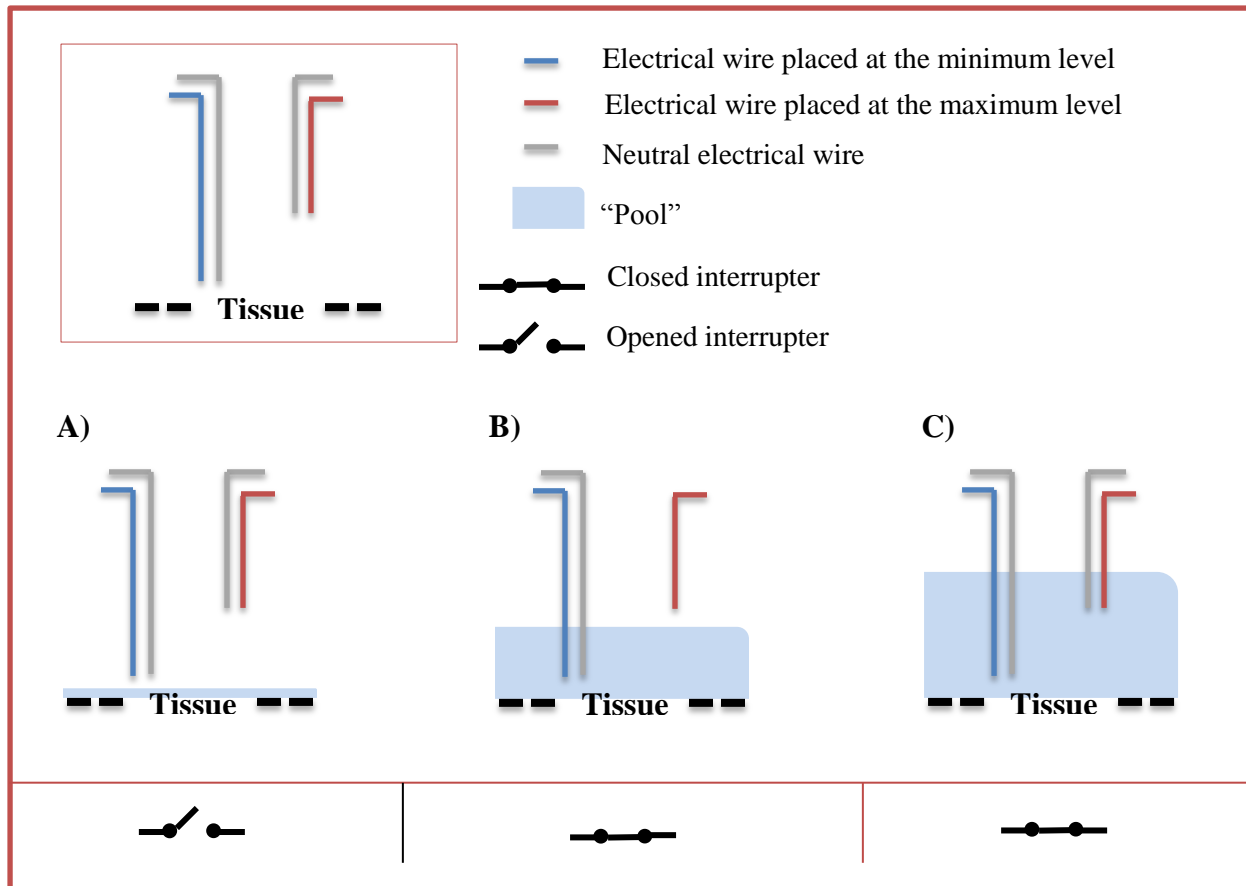 Electrical wire placed at the minimum level
Electrical wire placed at the maximum level
Neutral electrical wire
“Pool”
Closed interrupter
Opened interrupter
Tissue
A)
B)
C)
Tissue
Tissue
Tissue